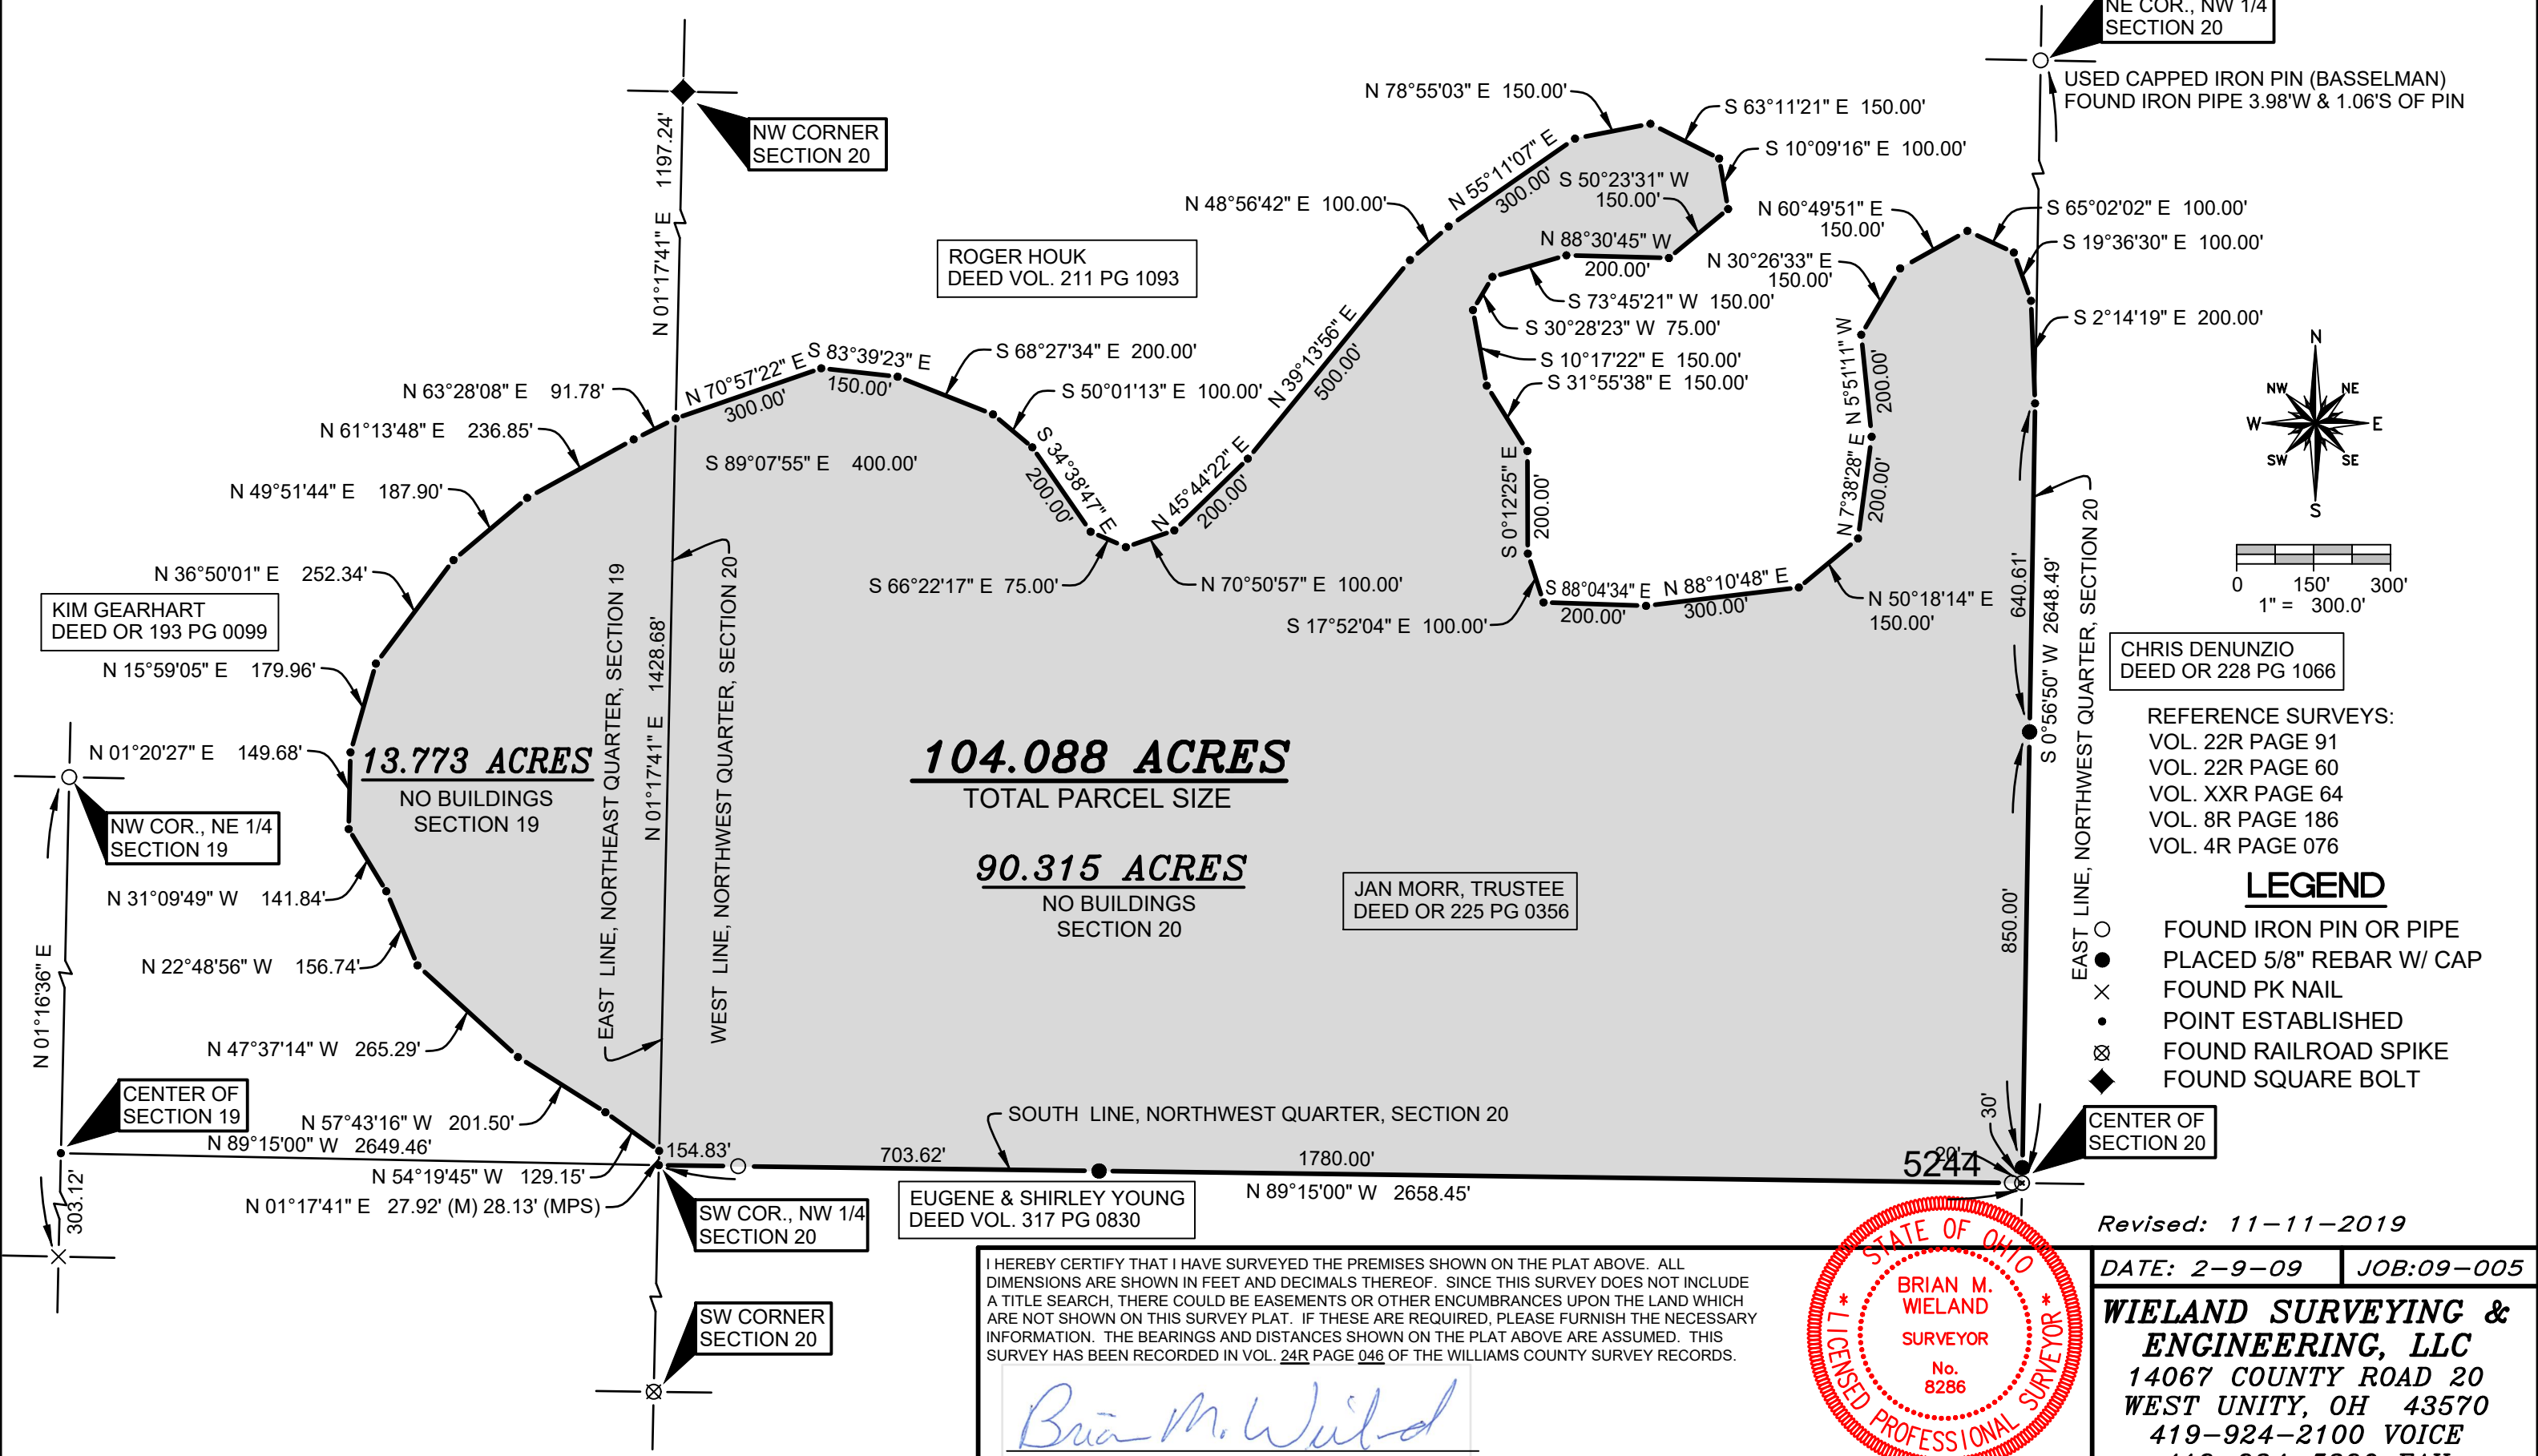 NE COR., NW 1/4
SECTION 20
USED CAPPED IRON PIN (BASSELMAN)
FOUND IRON PIPE 3.98'W & 1.06'S OF PIN
NW CORNER
SECTION 20
N 01°17'41" E 1197.24'
N 78°55'03" E 150.00'
S 63°11'21" E 150.00'
S 10°09'16" E 100.00'
N 55°11'07" E
300.00'
S 50°23'31" W
150.00'
N 48°56'42" E 100.00'
N 88°30'45" W
200.00'
N 60°49'51" E
150.00'
S 65°02'02" E 100.00'
S 19°36'30" E 100.00'
N 30°26'33" E
150.00'
S 2°14'19" E 200.00'
ROGER HOUK
DEED VOL. 211 PG 1093
S 73°45'21" W 150.00'
S 30°28'23" W 75.00'
S 10°17'22" E 150.00'
S 31°55'38" E 150.00'
N 39°13'56" E
500.00'
N 5°51'11" W
200.00'
N 7°38'28" E
200.00'
N
NW
NE
W
E
SW
SE
S
0 150' 300'
1" = 300.0'
N 63°28'08" E 91.78'
N 70°57'22" E
300.00'
S 83°39'23" E
150.00'
S 68°27'34" E 200.00'
S 50°01'13" E 100.00'
N 61°13'48" E 236.85'
S 89°07'55" E 400.00'
S 34°38'47" E
200.00'
N 45°44'22" E
200.00'
N 49°51'44" E 187.90'
S 0°12'25" E
200.00'
N 36°50'01" E 252.34'
S 66°22'17" E 75.00'
N 70°50'57" E 100.00'
S 88°04'34" E
200.00'
N 88°10'48" E
300.00'
N 50°18'14" E
150.00'
S 17°52'04" E 100.00'
KIM GEARHART
DEED OR 193 PG 0099
N 15°59'05" E 179.96'
N 01°20'27" E 149.68'
EAST LINE, NORTHEAST QUARTER, SECTION 19
N 01°17'41" E 1428.68'
WEST LINE, NORTHWEST QUARTER, SECTION 20
640.61'
S 0°56'50" W 2648.49'
EAST LINE, NORTHWEST QUARTER, SECTION 20
850.00'
CHRIS DENUNZIO
DEED OR 228 PG 1066
REFERENCE SURVEYS:
VOL. 22R PAGE 91
VOL. 22R PAGE 60
VOL. XXR PAGE 64
VOL. 8R PAGE 186
VOL. 4R PAGE 076
13.773 ACRES
NO BUILDINGS
SECTION 19
104.088 ACRES
TOTAL PARCEL SIZE
90.315 ACRES
NO BUILDINGS
SECTION 20
JAN MORR, TRUSTEE
DEED OR 225 PG 0356
NW COR., NE 1/4
SECTION 19
N 31°09'49" W 141.84'
N 22°48'56" W 156.74'
N 01°16'36" E
N 47°37'14" W 265.29'
CENTER OF
SECTION 19
N 57°43'16" W 201.50'
N 89°15'00" W 2649.46'
N 54°19'45" W 129.15'
N 01°17'41" E 27.92' (M) 28.13' (MPS)
303.12'
LEGEND
FOUND IRON PIN OR PIPE
PLACED 5/8" REBAR W/ CAP
FOUND PK NAIL
POINT ESTABLISHED
FOUND RAILROAD SPIKE
FOUND SQUARE BOLT
SOUTH LINE, NORTHWEST QUARTER, SECTION 20
154.83'
703.62'
1780.00'
N 89°15'00" W 2658.45'
5244
20'
30'
CENTER OF
SECTION 20
EUGENE & SHIRLEY YOUNG
DEED VOL. 317 PG 0830
SW COR., NW 1/4
SECTION 20
SW CORNER
SECTION 20
I HEREBY CERTIFY THAT I HAVE SURVEYED THE PREMISES SHOWN ON THE PLAT ABOVE. ALL
DIMENSIONS ARE SHOWN IN FEET AND DECIMALS THEREOF. SINCE THIS SURVEY DOES NOT INCLUDE
A TITLE SEARCH, THERE COULD BE EASEMENTS OR OTHER ENCUMBRANCES UPON THE LAND WHICH
ARE NOT SHOWN ON THIS SURVEY PLAT. IF THESE ARE REQUIRED, PLEASE FURNISH THE NECESSARY
INFORMATION. THE BEARINGS AND DISTANCES SHOWN ON THE PLAT ABOVE ARE ASSUMED. THIS
SURVEY HAS BEEN RECORDED IN VOL. 24R PAGE 046 OF THE WILLIAMS COUNTY SURVEY RECORDS.
Brian M. Wieland
STATE OF OHIO
BRIAN M.
WIELAND
SURVEYOR
No.
8286
* LICENSED PROFESSIONAL SURVEYOR *
Revised: 11-11-2019
DATE: 2-9-09
JOB:09-005
WIELAND SURVEYING &
ENGINEERING, LLC
14067 COUNTY ROAD 20
WEST UNITY, OH 43570
419-924-2100 VOICE